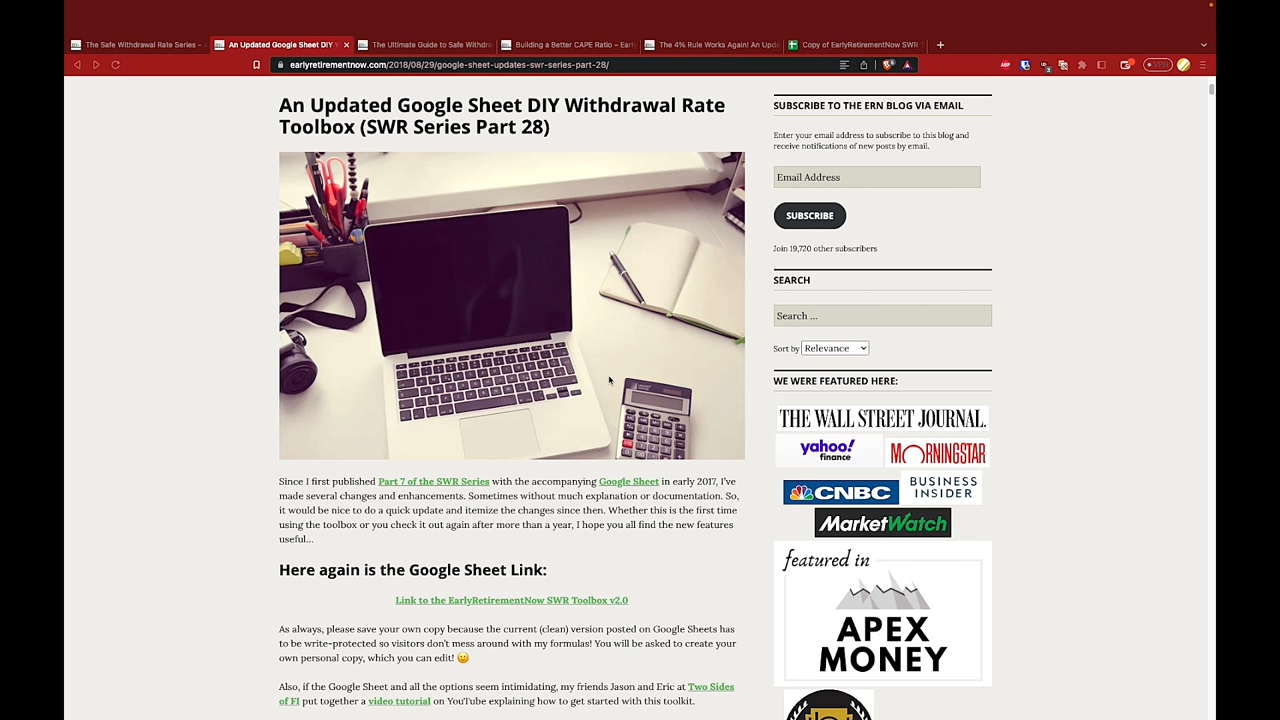 The Safe Withdrawal Rate Series –
An Updated Google Sheet DIY
The Ultimate Guide to Safe Withdra
Building a Better CAPE Ratio – Earl
The 4% Rule Works Again! An Upda
Copy of EarlyRetirementNow SWR
earlyretirementnow.com/2018/08/29/google-sheet-updates-swr-series-part-28/
VPN
An Updated Google Sheet DIY Withdrawal Rate
Toolbox (SWR Series Part 28)
Since I first published Part 7 of the SWR Series with the accompanying Google Sheet in early 2017, I've
made several changes and enhancements. Sometimes without much explanation or documentation. So,
it would be nice to do a quick update and itemize the changes since then. Whether this is the first time
using the toolbox or you check it out again after more than a year, I hope you all find the new features
useful…
Here again is the Google Sheet Link:
Link to the EarlyRetirementNow SWR Toolbox v2.0
As always, please save your own copy because the current (clean) version posted on Google Sheets has
to be write-protected so visitors don't mess around with my formulas! You will be asked to create your
own personal copy, which you can edit! 😀
Also, if the Google Sheet and all the options seem intimidating, my friends Jason and Eric at Two Sides
of FI put together a video tutorial on YouTube explaining how to get started with this toolkit.
SUBSCRIBE TO THE ERN BLOG VIA EMAIL
Enter your email address to subscribe to this blog and
receive notifications of new posts by email.
Email Address
SUBSCRIBE
Join 19,720 other subscribers
SEARCH
Search …
Sort by Relevance
WE WERE FEATURED HERE:
THE WALL STREET JOURNAL.
yahoo!
finance
MORNINGSTAR
CNBC
BUSINESS
INSIDER
MarketWatch
featured in
APEX
MONEY